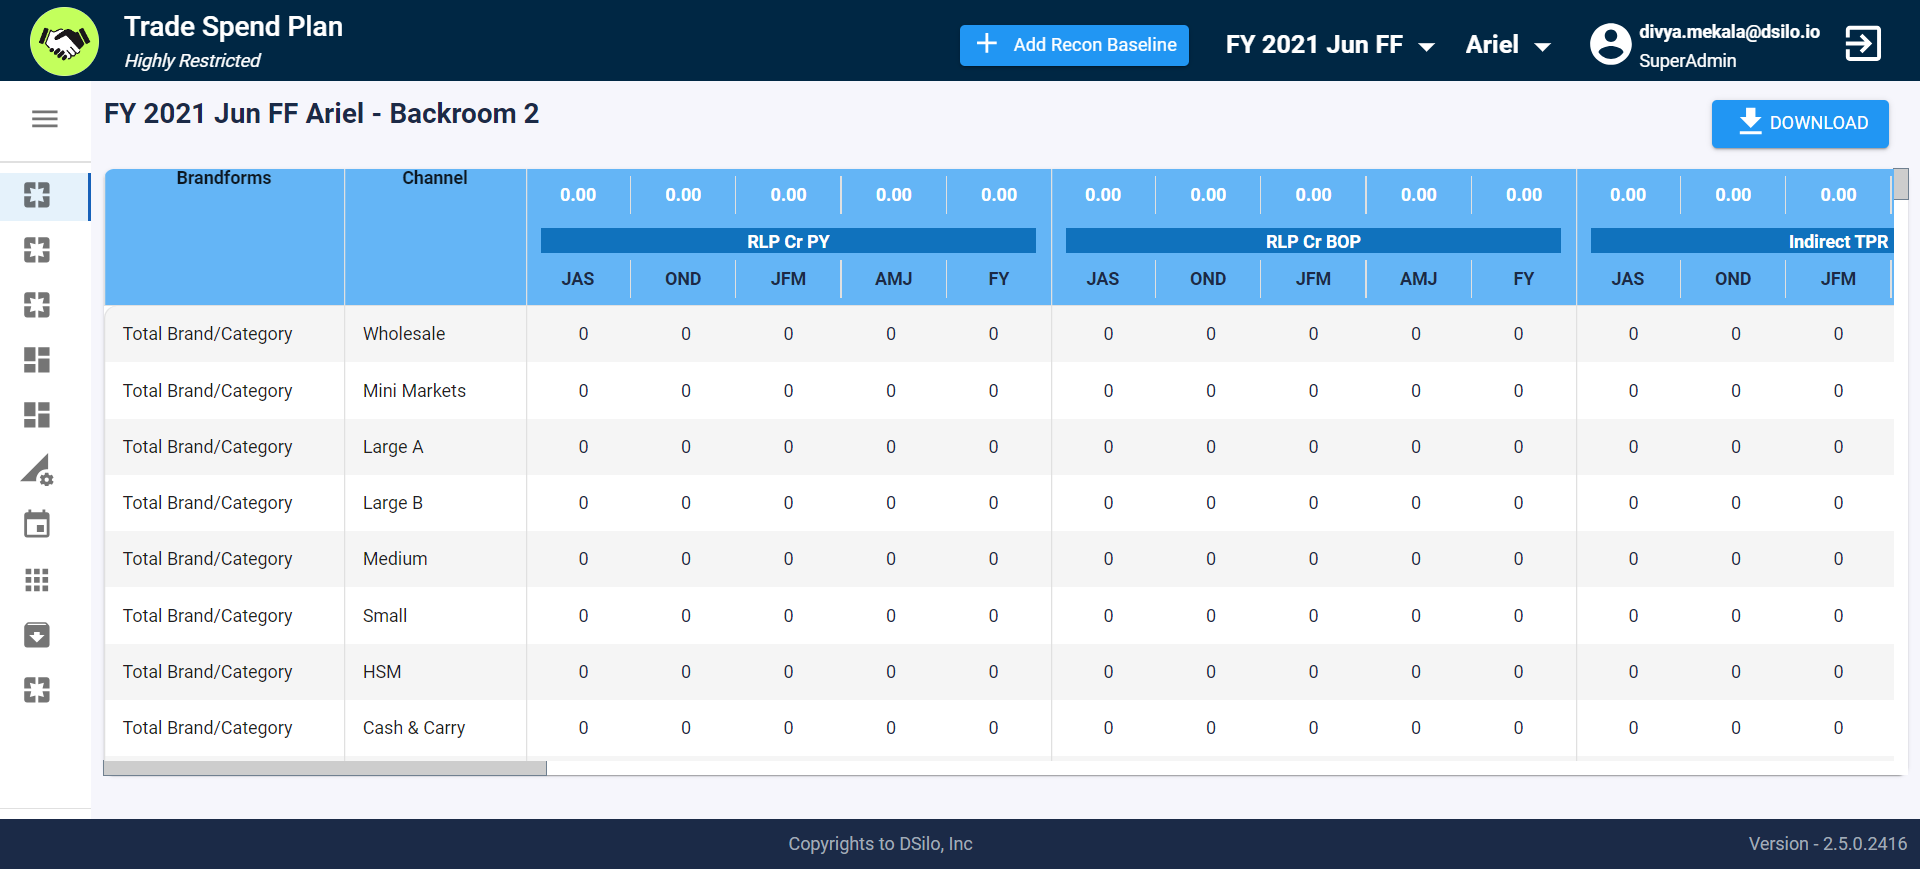 Trade Spend Plan
Highly Restricted
Add Recon Baseline
FY 2021 Jun FF
Ariel
divya.mekala@dsilo.io
SuperAdmin
FY 2021 Jun FF Ariel - Backroom 2
DOWNLOAD
Brandforms Channel 0.00 0.00 0.00 0.00 0.00 0.00 0.00 0.00 0.00 0.00 0.00 0.00 0.00
RLP Cr PY RLP Cr BOP Indirect TPR
JAS OND JFM AMJ FY JAS OND JFM AMJ FY JAS OND JFM
Total Brand/Category Wholesale 0 0 0 0 0 0 0 0 0 0 0 0 0
Total Brand/Category Mini Markets 0 0 0 0 0 0 0 0 0 0 0 0 0
Total Brand/Category Large A 0 0 0 0 0 0 0 0 0 0 0 0 0
Total Brand/Category Large B 0 0 0 0 0 0 0 0 0 0 0 0 0
Total Brand/Category Medium 0 0 0 0 0 0 0 0 0 0 0 0 0
Total Brand/Category Small 0 0 0 0 0 0 0 0 0 0 0 0 0
Total Brand/Category HSM 0 0 0 0 0 0 0 0 0 0 0 0 0
Total Brand/Category Cash & Carry 0 0 0 0 0 0 0 0 0 0 0 0 0
Copyrights to DSilo, Inc
Version - 2.5.0.2416